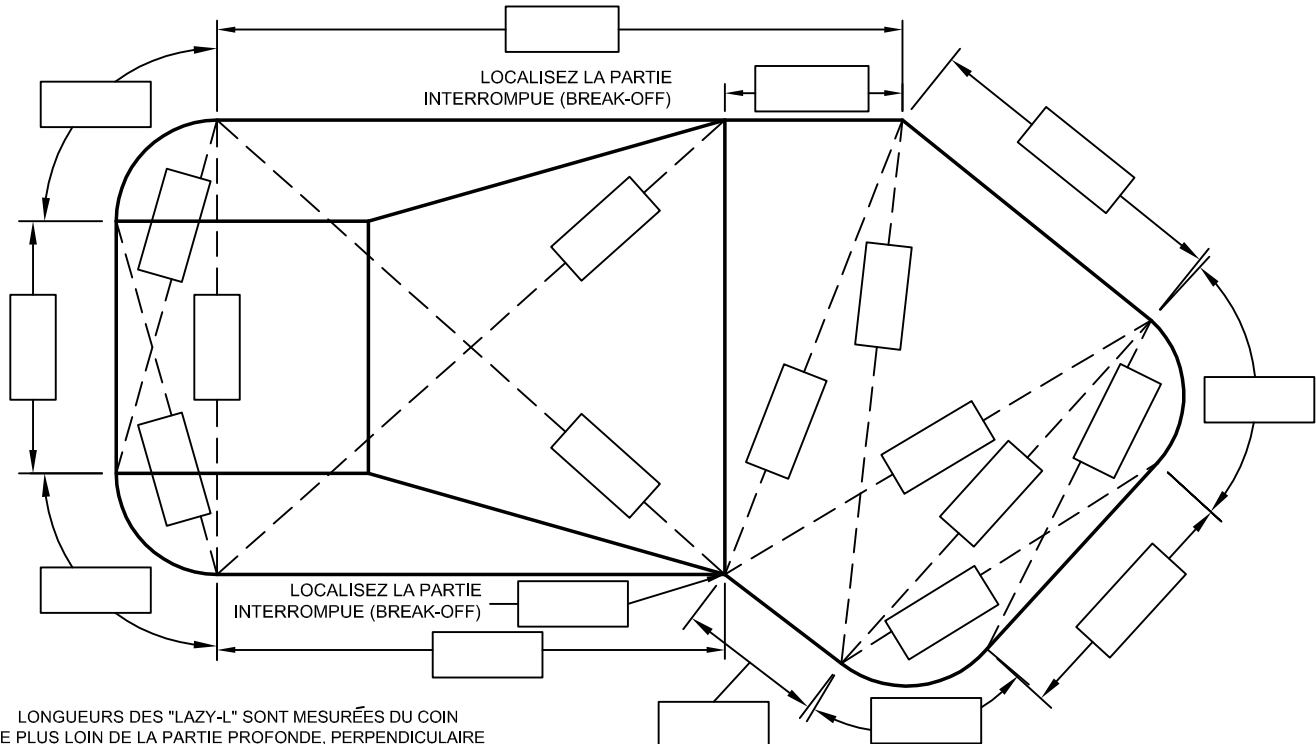 LOCALISEZ LA PARTIE
INTERROMPUE (BREAK-OFF)
LOCALISEZ LA PARTIE
INTERROMPUE (BREAK-OFF)
LONGUEURS DES "LAZY-L" SONT MESURÉES DU COIN
PLUS LOIN DE LA PARTIE PROFONDE, PERPENDICULAIRE